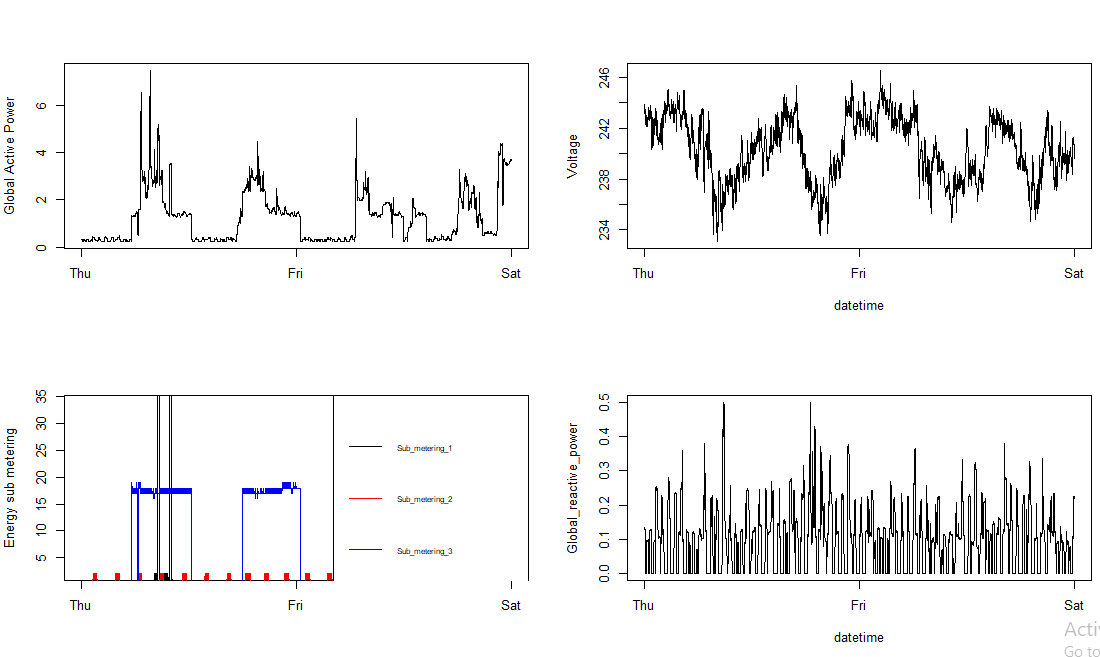 Global Active Power
0 2 4 6
Thu Fri Sat
Voltage
234 238 242 246
Thu Fri Sat
datetime
Energy sub metering
5 10 15 20 25 30 35
Sub_metering_1
Sub_metering_2
Sub_metering_3
Thu Fri Sat
Global_reactive_power
0.0 0.1 0.2 0.3 0.4 0.5
Thu Fri Sat
datetime
Activ
Go to